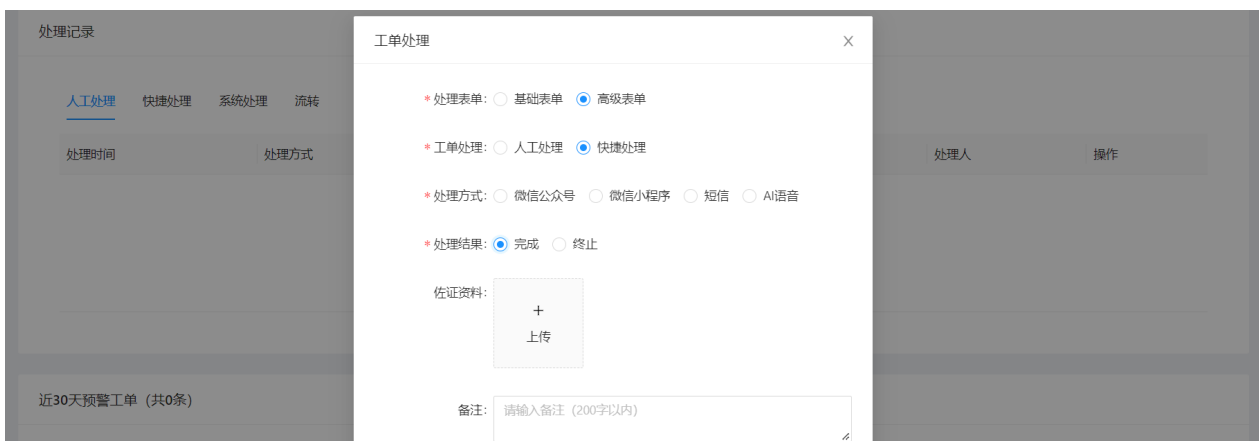 处理记录
工单处理
人工处理 快捷处理 系统处理 流转
*处理表单: 基础表单 高级表单
*工单处理: 人工处理 快捷处理
处理时间 处理方式 处理人 操作
*处理方式: 微信公众号 微信小程序 短信 AI语音
*处理结果: 完成 终止
佐证资料:
+
上传
近30天预警工单（共0条）
备注: 请输入备注（200字以内）